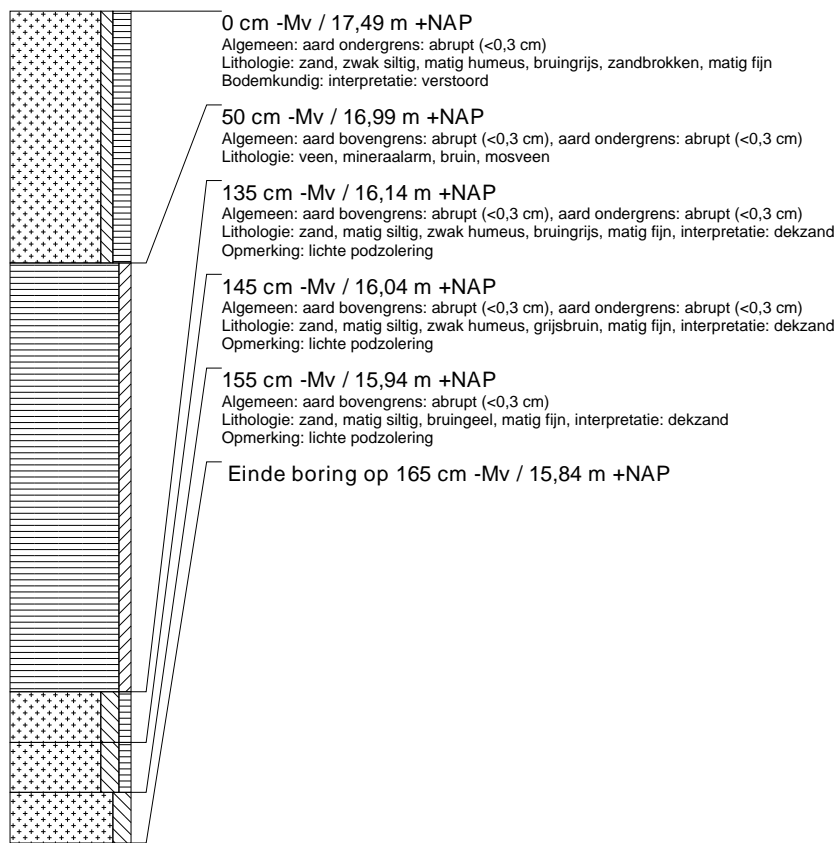 0 cm -Mv / 17,49 m +NAP
Algemeen: aard ondergrens: abrupt (<0,3 cm)
Lithologie: zand, zwak siltig, matig humeus, bruingrijs, zandbrokken, matig fijn
Bodemkundig: interpretatie: verstoord
50 cm -Mv / 16,99 m +NAP
Algemeen: aard bovengrens: abrupt (<0,3 cm), aard ondergrens: abrupt (<0,3 cm)
Lithologie: veen, mineraalarm, bruin, mosveen
135 cm -Mv / 16,14 m +NAP
Algemeen: aard bovengrens: abrupt (<0,3 cm), aard ondergrens: abrupt (<0,3 cm)
Lithologie: zand, matig siltig, zwak humeus, bruingrijs, matig fijn, interpretatie: dekzand
Opmerking: lichte podzolering
145 cm -Mv / 16,04 m +NAP
Algemeen: aard bovengrens: abrupt (<0,3 cm), aard ondergrens: abrupt (<0,3 cm)
Lithologie: zand, matig siltig, zwak humeus, grijsbruin, matig fijn, interpretatie: dekzand
Opmerking: lichte podzolering
155 cm -Mv / 15,94 m +NAP
Algemeen: aard bovengrens: abrupt (<0,3 cm)
Lithologie: zand, matig siltig, bruingeel, matig fijn, interpretatie: dekzand
Opmerking: lichte podzolering
Einde boring op 165 cm -Mv / 15,84 m +NAP